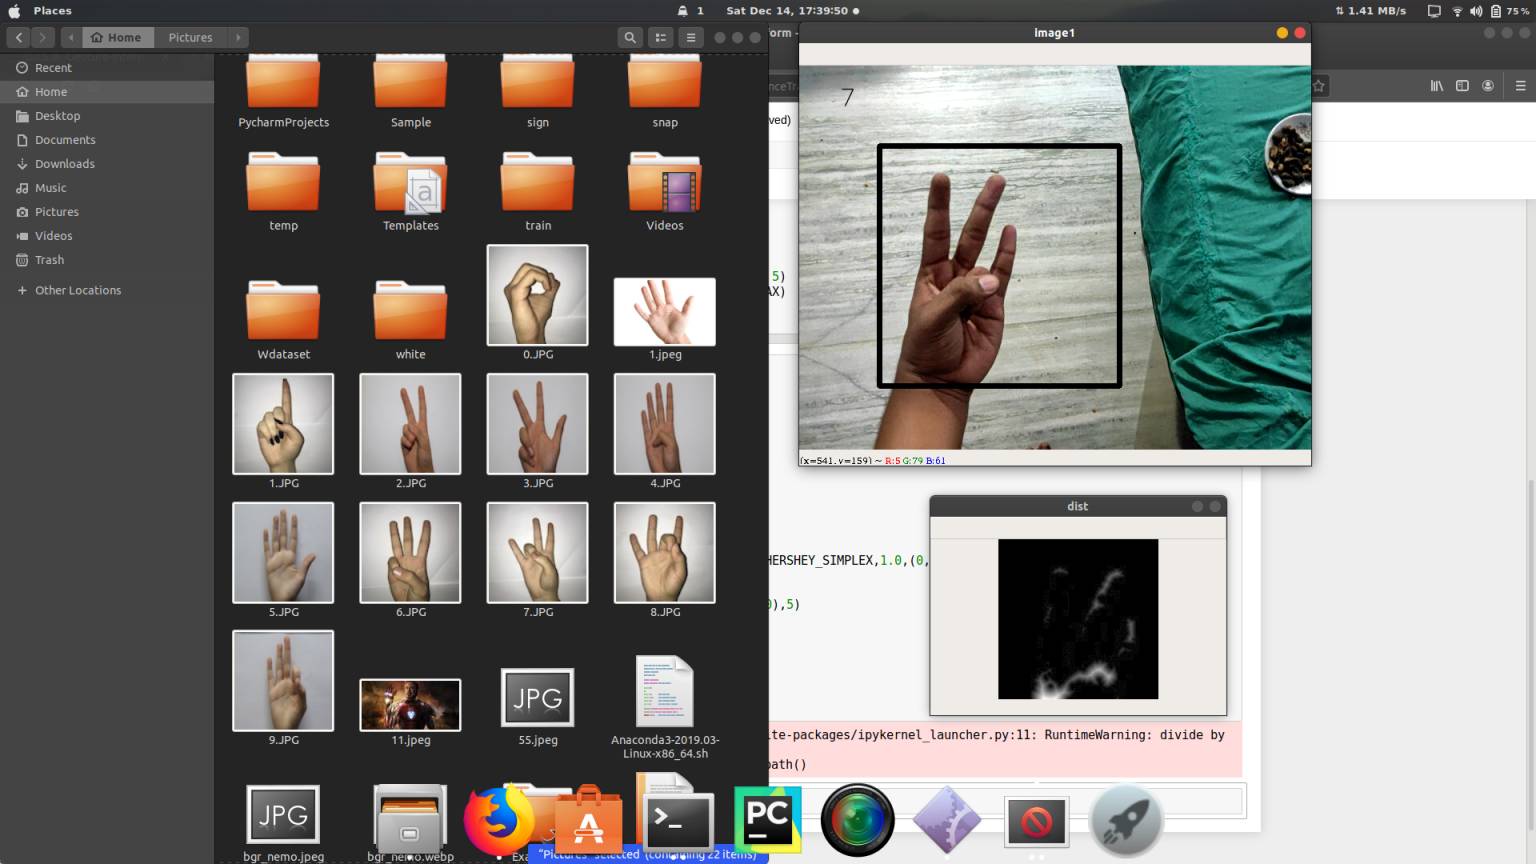 Places
1
Sat Dec 14, 17:39:50
1.41 MB/s
75 %
Home
Pictures
Recent
Home
Desktop
Documents
Downloads
Music
Pictures
Videos
Trash
Other Locations
PycharmProjects
Sample
sign
snap
temp
Templates
train
Videos
Wdataset
white
0.JPG
1.jpeg
1.JPG
2.JPG
3.JPG
4.JPG
5.JPG
6.JPG
7.JPG
8.JPG
9.JPG
11.jpeg
JPG
55.jpeg
Anaconda3-2019.03-
Linux-x86_64.sh
JPG
bgr_nemo.jpeg
bgr_nemo.webp
Exa
"Pictures" selected (containing 22 items)
PC
form -
nceTr
ved)
5)
AX)
HERSHEY_SIMPLEX,1.0,(0,
),5)
ite-packages/ipykernel_launcher.py:11: RuntimeWarning: divide by
path()
image1
7
(x=541,y=159) ~ R:5 G:79 B:61
dist